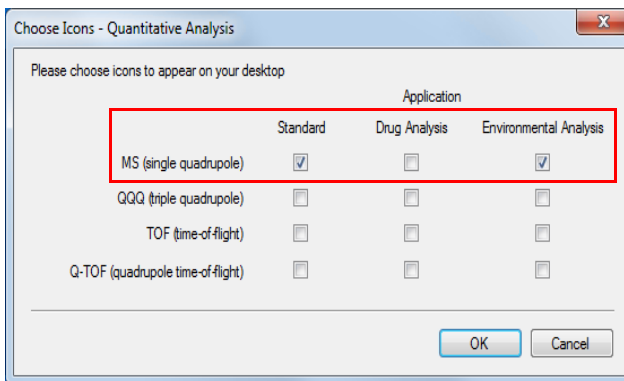 Choose Icons - Quantitative Analysis
Please choose icons to appear on your desktop
Application
Standard Drug Analysis Environmental Analysis
MS (single quadrupole)
QQQ (triple quadrupole)
TOF (time-of-flight)
Q-TOF (quadrupole time-of-flight)
OK Cancel